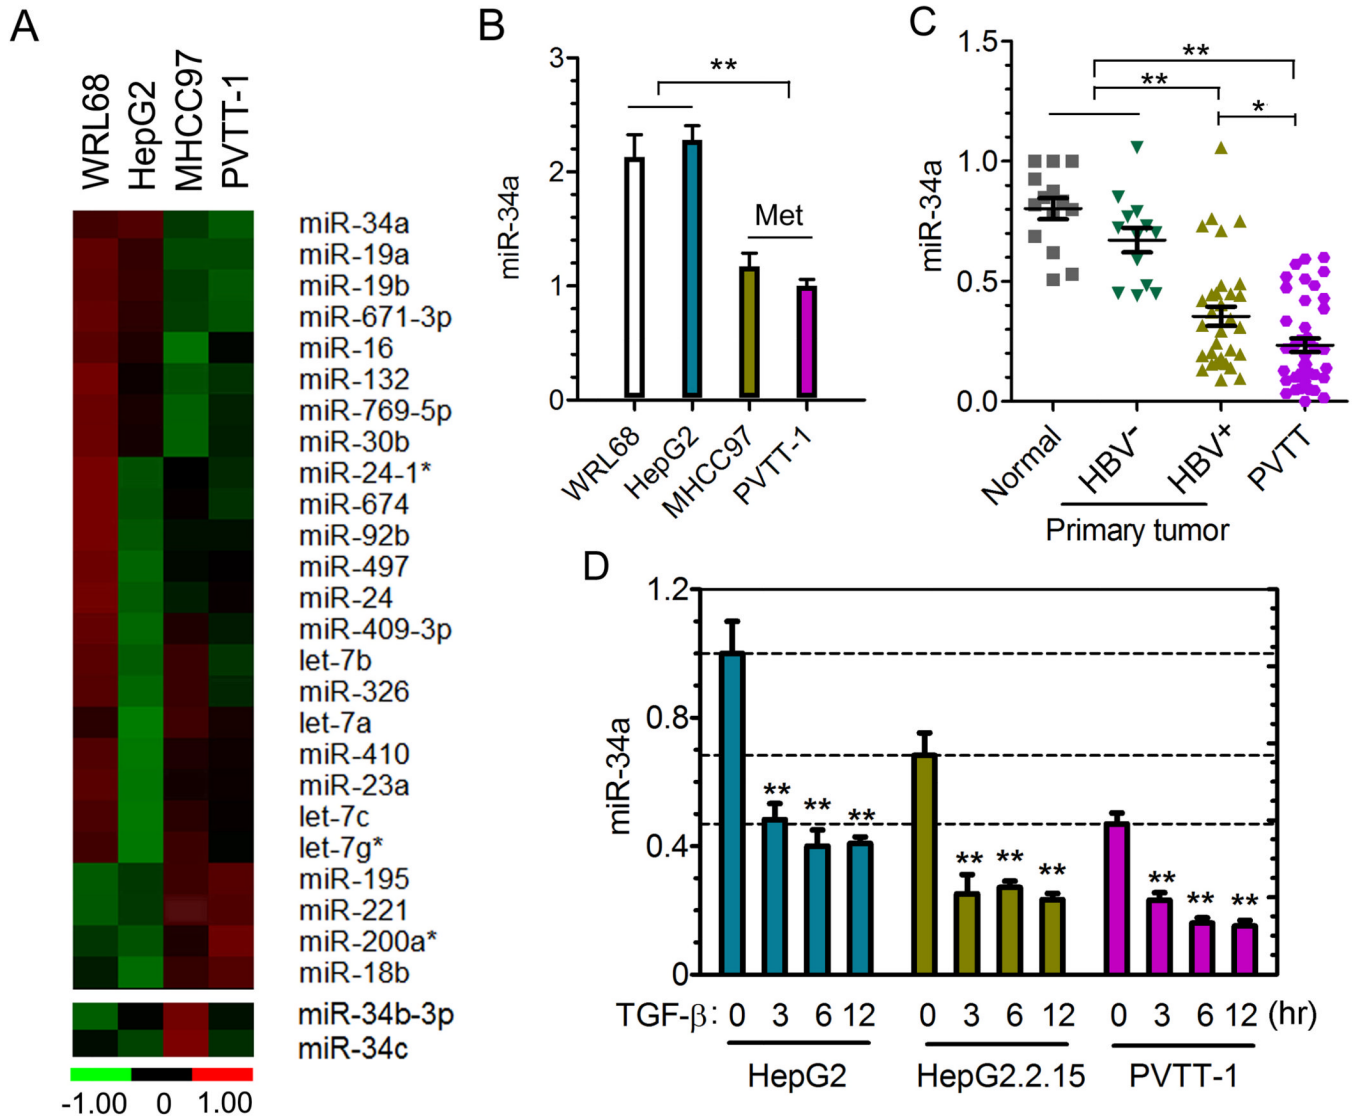 A
WRL68
HepG2
MHCC97
PVTT-1
miR-34a
miR-19a
miR-19b
miR-671-3p
miR-16
miR-132
miR-769-5p
miR-30b
miR-24-1*
miR-674
miR-92b
miR-497
miR-24
miR-409-3p
let-7b
miR-326
let-7a
miR-410
miR-23a
let-7c
let-7g*
miR-195
miR-221
miR-200a*
miR-18b
miR-34b-3p
miR-34c
-1.00 0 1.00
B
miR-34a
3
2
1
0
**
Met
WRL68
HepG2
MHCC97
PVTT-1
C
miR-34a
1.5
1.0
0.5
0.0
**
**
*
Normal
HBV-
HBV+
PVTT
Primary tumor
D
miR-34a
1.2
0.8
0.4
0
** ** **
** ** **
** ** **
TGF-β: 0 3 6 12 0 3 6 12 0 3 6 12 (hr)
HepG2 HepG2.2.15 PVTT-1